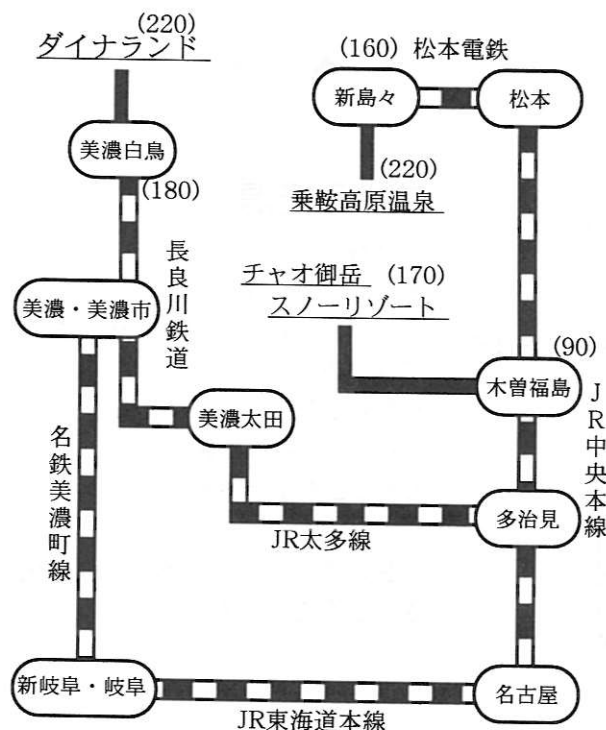 (220)
ダイナランド
(160) 松本電鉄
新島々
松本
美濃白鳥
(180)
(220)
乗鞍高原温泉
長良川鉄道
チャオ御岳 (170)
スノーリゾート
美濃・美濃市
(90)
木曽福島
JR中央本線
美濃太田
名鉄美濃町線
多治見
JR太多線
新岐阜・岐阜
名古屋
JR東海道本線